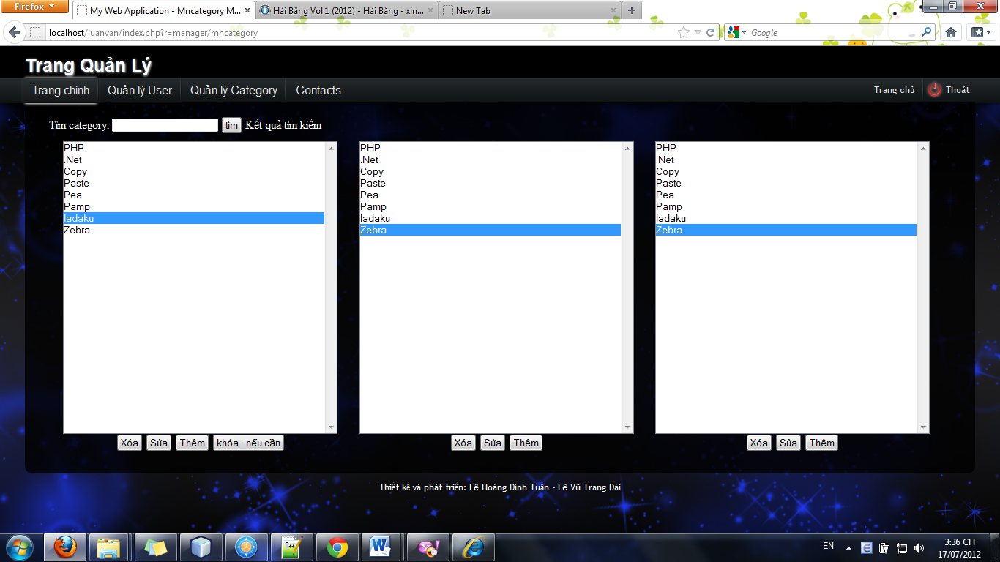 Firefox
My Web Application - Mncategory M...
Hải Băng Vol 1 (2012) - Hải Băng - xin...
New Tab
localhost/luanvan/index.php?r=manager/mncategory
Google
Trang Quản Lý
Trang chính Quản lý User Quản lý Category Contacts Trang chủ Thoát
Tìm category: tìm Kết quả tìm kiếm
PHP
.Net
Copy
Paste
Pea
Pamp
ladaku
Zebra
Xóa Sửa Thêm khóa - nếu cần
PHP
.Net
Copy
Paste
Pea
Pamp
ladaku
Zebra
Xóa Sửa Thêm
PHP
.Net
Copy
Paste
Pea
Pamp
ladaku
Zebra
Xóa Sửa Thêm
Thiết kế và phát triển: Lê Hoàng Đình Tuấn - Lê Vũ Trang Đài
EN
3:36 CH
17/07/2012